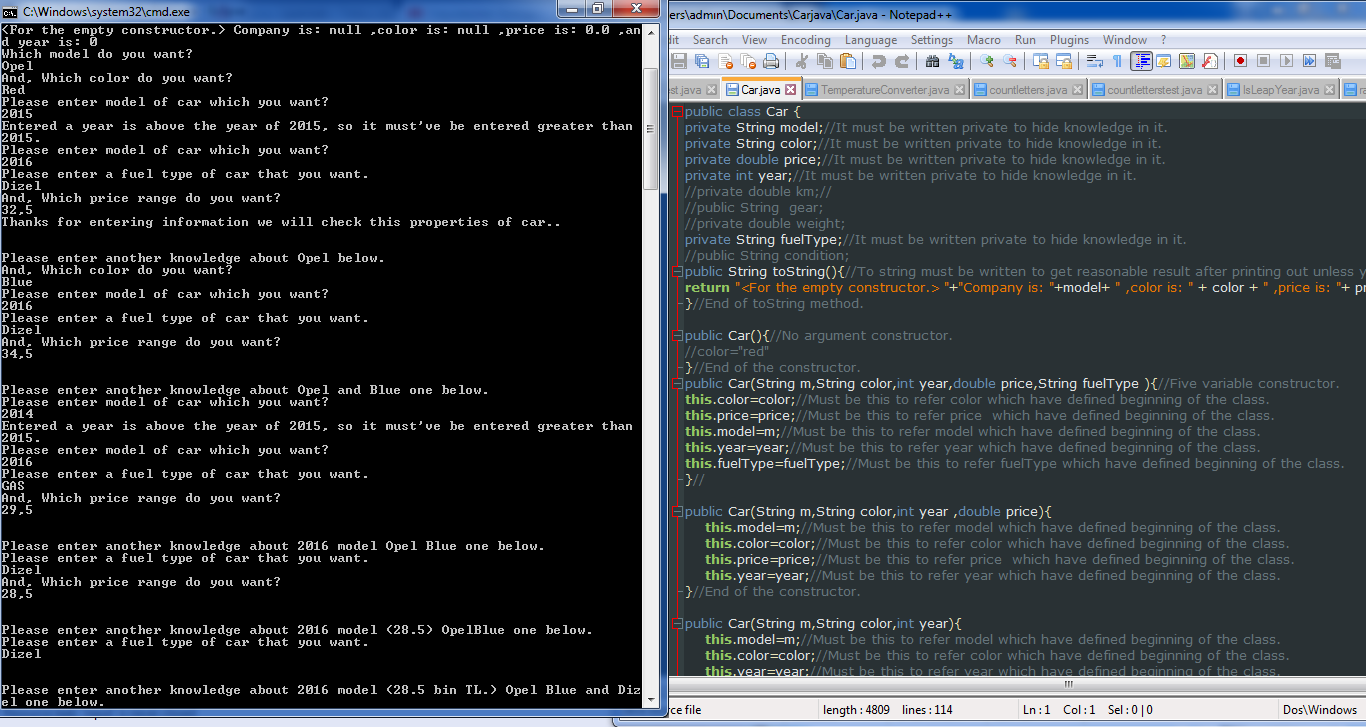 C:\Windows\system32\cmd.exe
<For the empty constructor.> Company is: null ,color is: null ,price is: 0.0 ,an
d year is: 0
Which model do you want?
Opel
And, Which color do you want?
Red
Please enter model of car which you want?
2015
Entered a year is above the year of 2015, so it must've be entered greater than
2015.
Please enter model of car which you want?
2016
Please enter a fuel type of car that you want.
Dizel
And, Which price range do you want?
32,5
Thanks for entering information we will check this properties of car..
Please enter another knowledge about Opel below.
And, Which color do you want?
Blue
Please enter model of car which you want?
2016
Please enter a fuel type of car that you want.
Dizel
And, Which price range do you want?
34,5
Please enter another knowledge about Opel and Blue one below.
Please enter model of car which you want?
2014
Entered a year is above the year of 2015, so it must've be entered greater than
2015.
Please enter model of car which you want?
2016
Please enter a fuel type of car that you want.
GAS
And, Which price range do you want?
29,5
Please enter another knowledge about 2016 model Opel Blue one below.
Please enter a fuel type of car that you want.
Dizel
And, Which price range do you want?
28,5
Please enter another knowledge about 2016 model (28.5) OpelBlue one below.
Please enter a fuel type of car that you want.
Dizel
Please enter another knowledge about 2016 model (28.5 bin TL.) Opel Blue and Diz
el one below.
ers\admin\Documents\Carjava\Car.java - Notepad++
dit Search View Encoding Language Settings Macro Run Plugins Window ?
est.java Car.java TemperatureConverter.java countletters.java countletterstest.java IsLeapYear.java ra
public class Car {
private String model;//It must be written private to hide knowledge in it.
private String color;//It must be written private to hide knowledge in it.
private double price;//It must be written private to hide knowledge in it.
private int year;//It must be written private to hide knowledge in it.
//private double km;//
//public String gear;
//private double weight;
private String fuelType;//It must be written private to hide knowledge in it.
//public String condition;
public String toString(){//To string must be written to get reasonable result after printing out unless y
return "<For the empty constructor.> "+"Company is: "+model+ " ,color is: " + color + " ,price is: "+ pr
}//End of toString method.
public Car(){//No argument constructor.
//color="red"
}//End of the constructor.
public Car(String m,String color,int year,double price,String fuelType ){//Five variable constructor.
this.color=color;//Must be this to refer color which have defined beginning of the class.
this.price=price;//Must be this to refer price which have defined beginning of the class.
this.model=m;//Must be this to refer model which have defined beginning of the class.
this.year=year;//Must be this to refer year which have defined beginning of the class.
this.fuelType=fuelType;//Must be this to refer fuelType which have defined beginning of the class.
}//
public Car(String m,String color,int year ,double price){
this.model=m;//Must be this to refer model which have defined beginning of the class.
this.color=color;//Must be this to refer color which have defined beginning of the class.
this.price=price;//Must be this to refer price which have defined beginning of the class.
this.year=year;//Must be this to refer year which have defined beginning of the class.
}//End of the constructor.
public Car(String m,String color,int year){
this.model=m;//Must be this to refer model which have defined beginning of the class.
this.color=color;//Must be this to refer color which have defined beginning of the class.
this.year=year;//Must be this to refer year which have defined beginning of the class.
rce file length : 4809 lines : 114 Ln : 1 Col : 1 Sel : 0 | 0 Dos\Windows